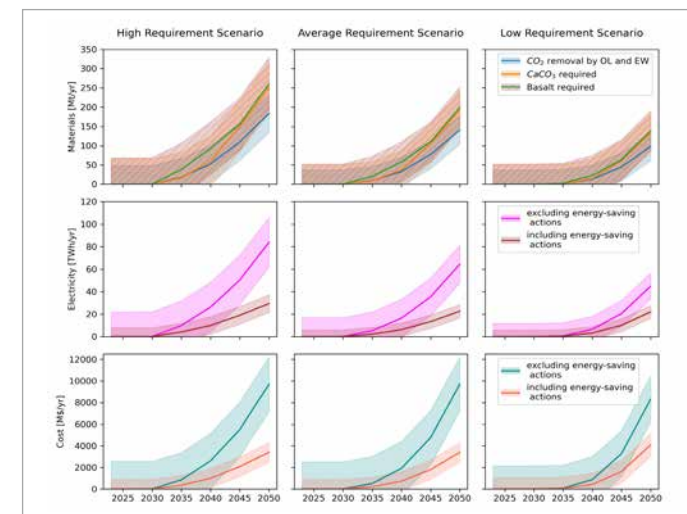 High Requirement Scenario
Average Requirement Scenario
Low Requirement Scenario
Materials [Mt/yr]
350
300
250
200
150
100
50
0
CO2 removal by OL and EW
CaCO3 required
Basalt required
Electricity [TWh/yr]
120
100
80
60
40
20
0
excluding energy-saving
actions
including energy-saving
actions
Cost [M$/yr]
12000
10000
8000
6000
4000
2000
0
excluding energy-saving
actions
including energy-saving
actions
2025 2030 2035 2040 2045 2050
2025 2030 2035 2040 2045 2050
2025 2030 2035 2040 2045 2050